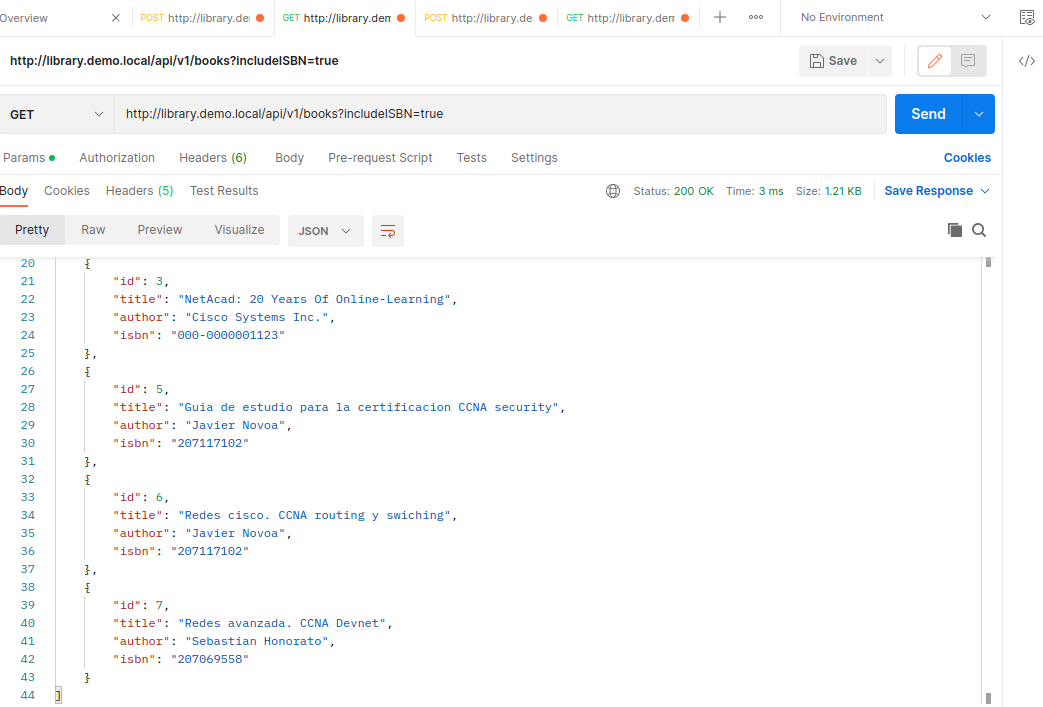 Overview POST http://library.de GET http://library.dem POST http://library.de GET http://library.dem No Environment
http://library.demo.local/api/v1/books?includeISBN=true Save </>
GET http://library.demo.local/api/v1/books?includeISBN=true Send
Params Authorization Headers (6) Body Pre-request Script Tests Settings Cookies
Body Cookies Headers (5) Test Results Status: 200 OK Time: 3 ms Size: 1.21 KB Save Response
Pretty Raw Preview Visualize JSON
20 {
21 "id": 3,
22 "title": "NetAcad: 20 Years Of Online-Learning",
23 "author": "Cisco Systems Inc.",
24 "isbn": "000-0000001123"
25 },
26 {
27 "id": 5,
28 "title": "Guia de estudio para la certificacion CCNA security",
29 "author": "Javier Novoa",
30 "isbn": "207117102"
31 },
32 {
33 "id": 6,
34 "title": "Redes cisco. CCNA routing y swiching",
35 "author": "Javier Novoa",
36 "isbn": "207117102"
37 },
38 {
39 "id": 7,
40 "title": "Redes avanzada. CCNA Devnet",
41 "author": "Sebastian Honorato",
42 "isbn": "207069558"
43 }
44 ]